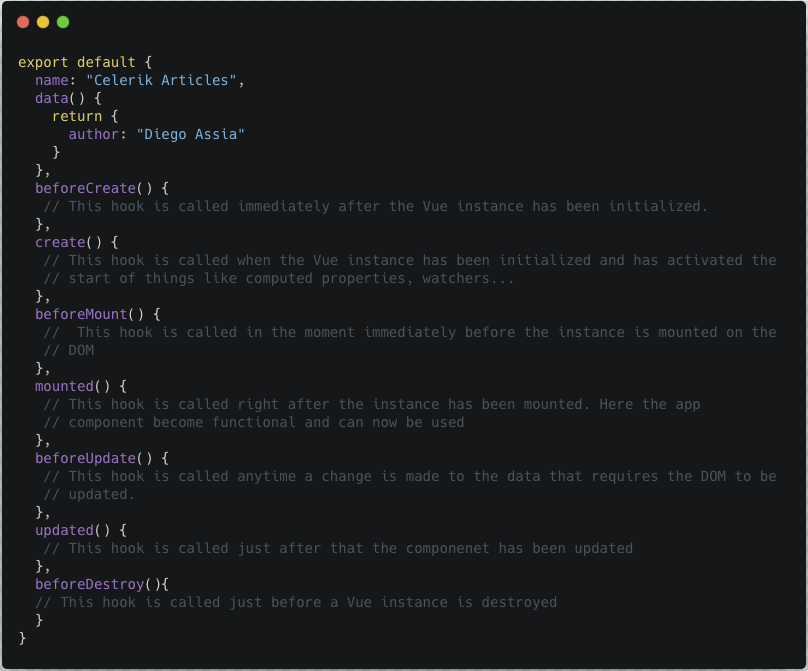 export default {
  name: "Celerik Articles",
  data() {
    return {
      author: "Diego Assia"
    }
  },
  beforeCreate() {
   // This hook is called immediately after the Vue instance has been initialized.
  },
  create() {
   // This hook is called when the Vue instance has been initialized and has activated the
   // start of things like computed properties, watchers...
  },
  beforeMount() {
   //  This hook is called in the moment immediately before the instance is mounted on the
   // DOM
  },
  mounted() {
   // This hook is called right after the instance has been mounted. Here the app
   // component become functional and can now be used
  },
  beforeUpdate() {
   // This hook is called anytime a change is made to the data that requires the DOM to be
   // updated.
  },
  updated() {
   // This hook is called just after that the componenet has been updated
  },
  beforeDestroy(){
  // This hook is called just before a Vue instance is destroyed
  }
}